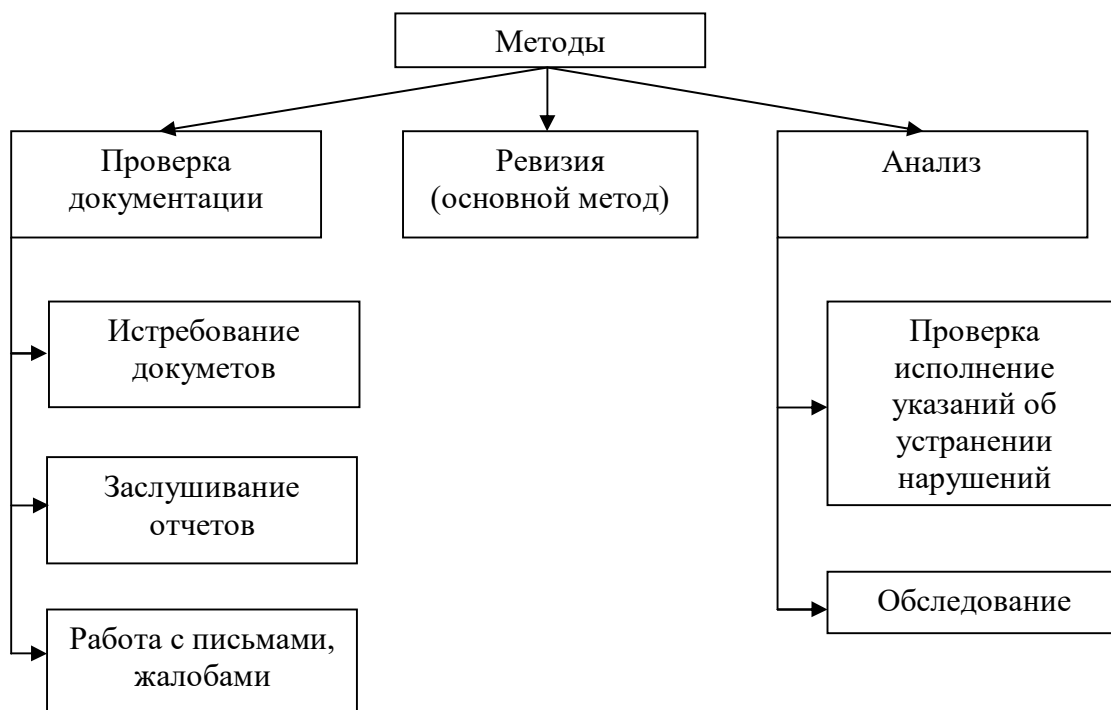 Методы
Проверка
документации
Ревизия
(основной метод)
Анализ
Истребование
докуметов
Заслушивание
отчетов
Работа с письмами,
жалобами
Проверка
исполнение
указаний об
устранении
нарушений
Обследование